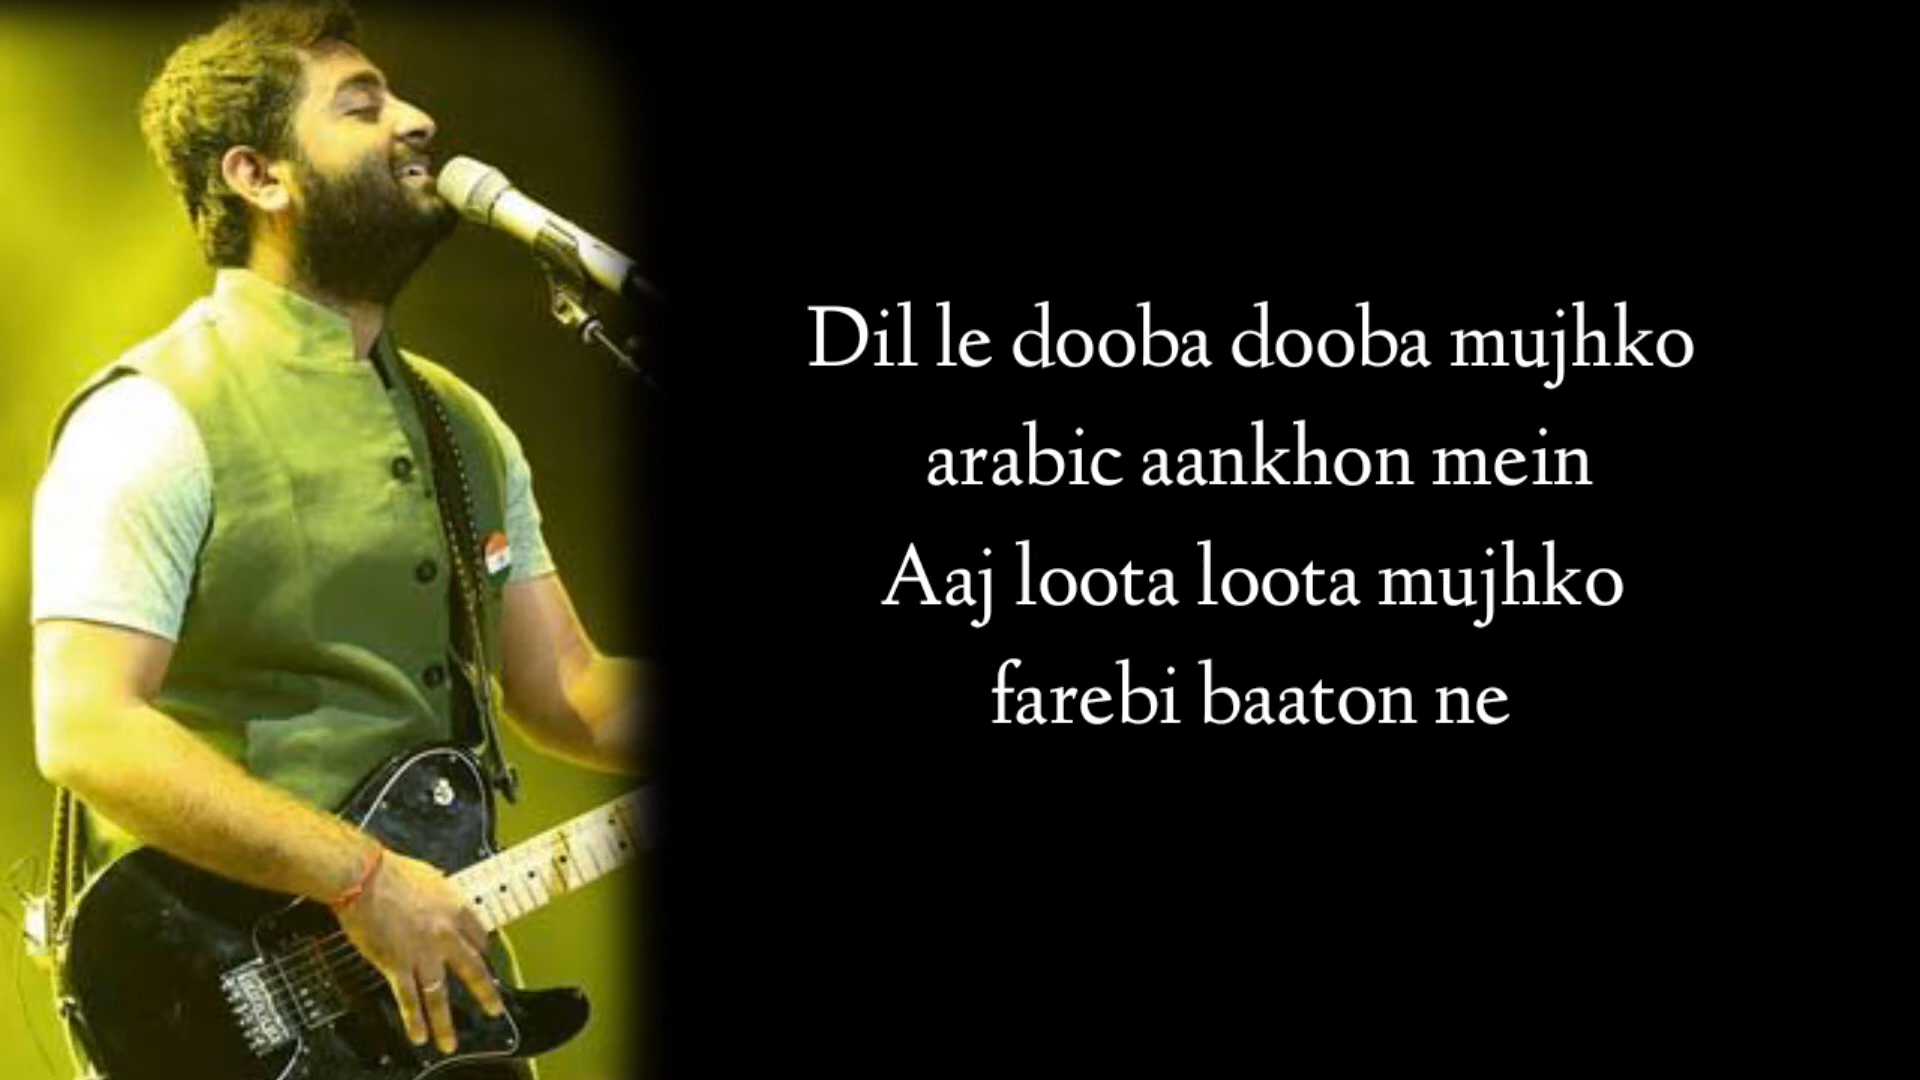 Dil le dooba dooba mujhko
arabic aankhon mein
Aaj loota loota mujhko
farebi baaton ne